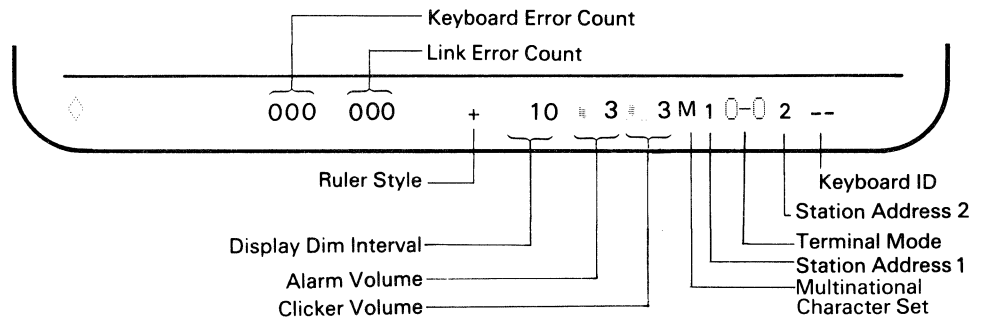 Keyboard Error Count
Link Error Count
000 000 + 10 3 3 M 1 0-0 2 --
Ruler Style
Keyboard ID
Station Address 2
Display Dim Interval
Terminal Mode
Station Address 1
Alarm Volume
Multinational
Character Set
Clicker Volume